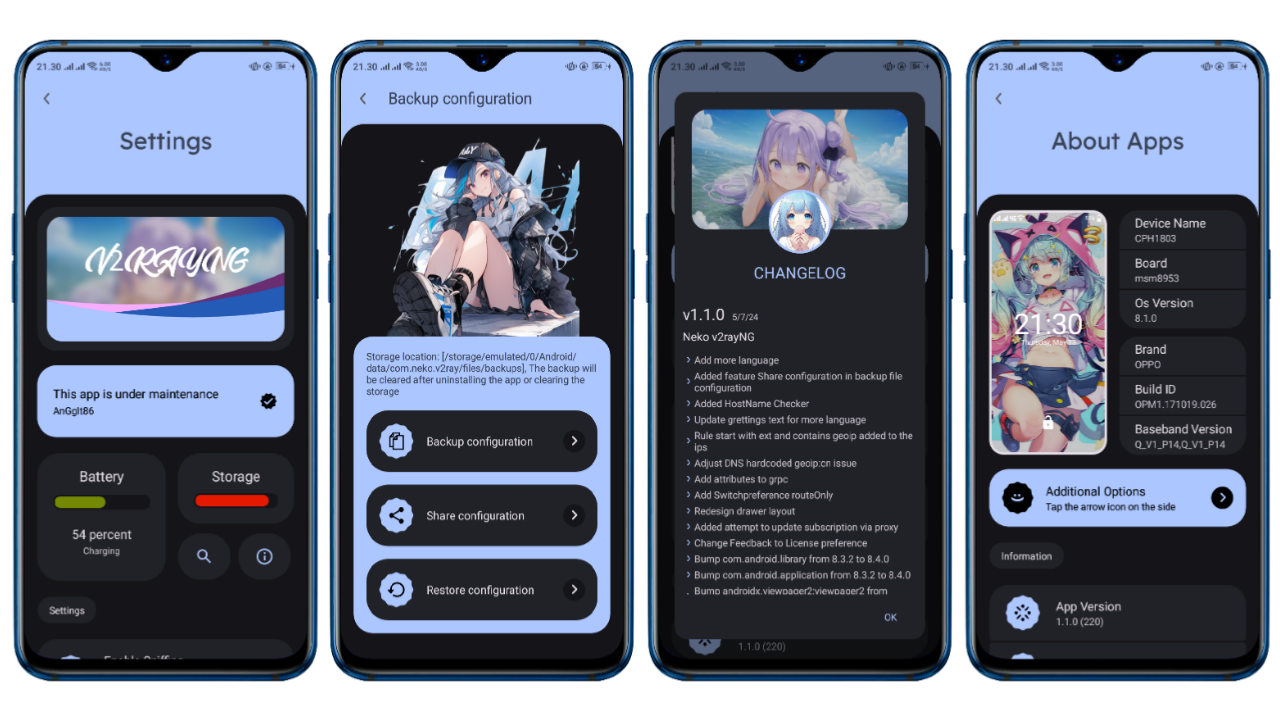 21.30
Settings
V2RAYNG
This app is under maintenance
AnGgIt86
Battery
54 percent
Charging
Storage
Settings
21.30
Backup configuration
Storage location: [/storage/emulated/0/Android/
data/com.neko.v2ray/files/backups], The backup will
be cleared after uninstalling the app or clearing the
storage
Backup configuration
Share configuration
Restore configuration
21.30
CHANGELOG
v1.1.0 5/7/24
Neko v2rayNG
Add more language
Added feature Share configuration in backup file
configuration
Added HostName Checker
Update grettings text for more language
Rule start with ext and contains geoip added to the
ips
Adjust DNS hardcoded geoip:cn issue
Add attributes to grpc
Add Switchpreference routeOnly
Redesign drawer layout
Added attempt to update subscription via proxy
Change Feedback to License preference
Bump com.android.library from 8.3.2 to 8.4.0
Bump com.android.application from 8.3.2 to 8.4.0
Bump androidx.viewpager2:viewpager2 from
OK
1.1.0 (220)
21.30
About Apps
21:30
Device Name
CPH1803
Board
msm8953
Os Version
8.1.0
Brand
OPPO
Build ID
OPM1.171019.026
Baseband Version
Q_V1_P14,Q_V1_P14
Additional Options
Tap the arrow icon on the side
Information
App Version
1.1.0 (220)